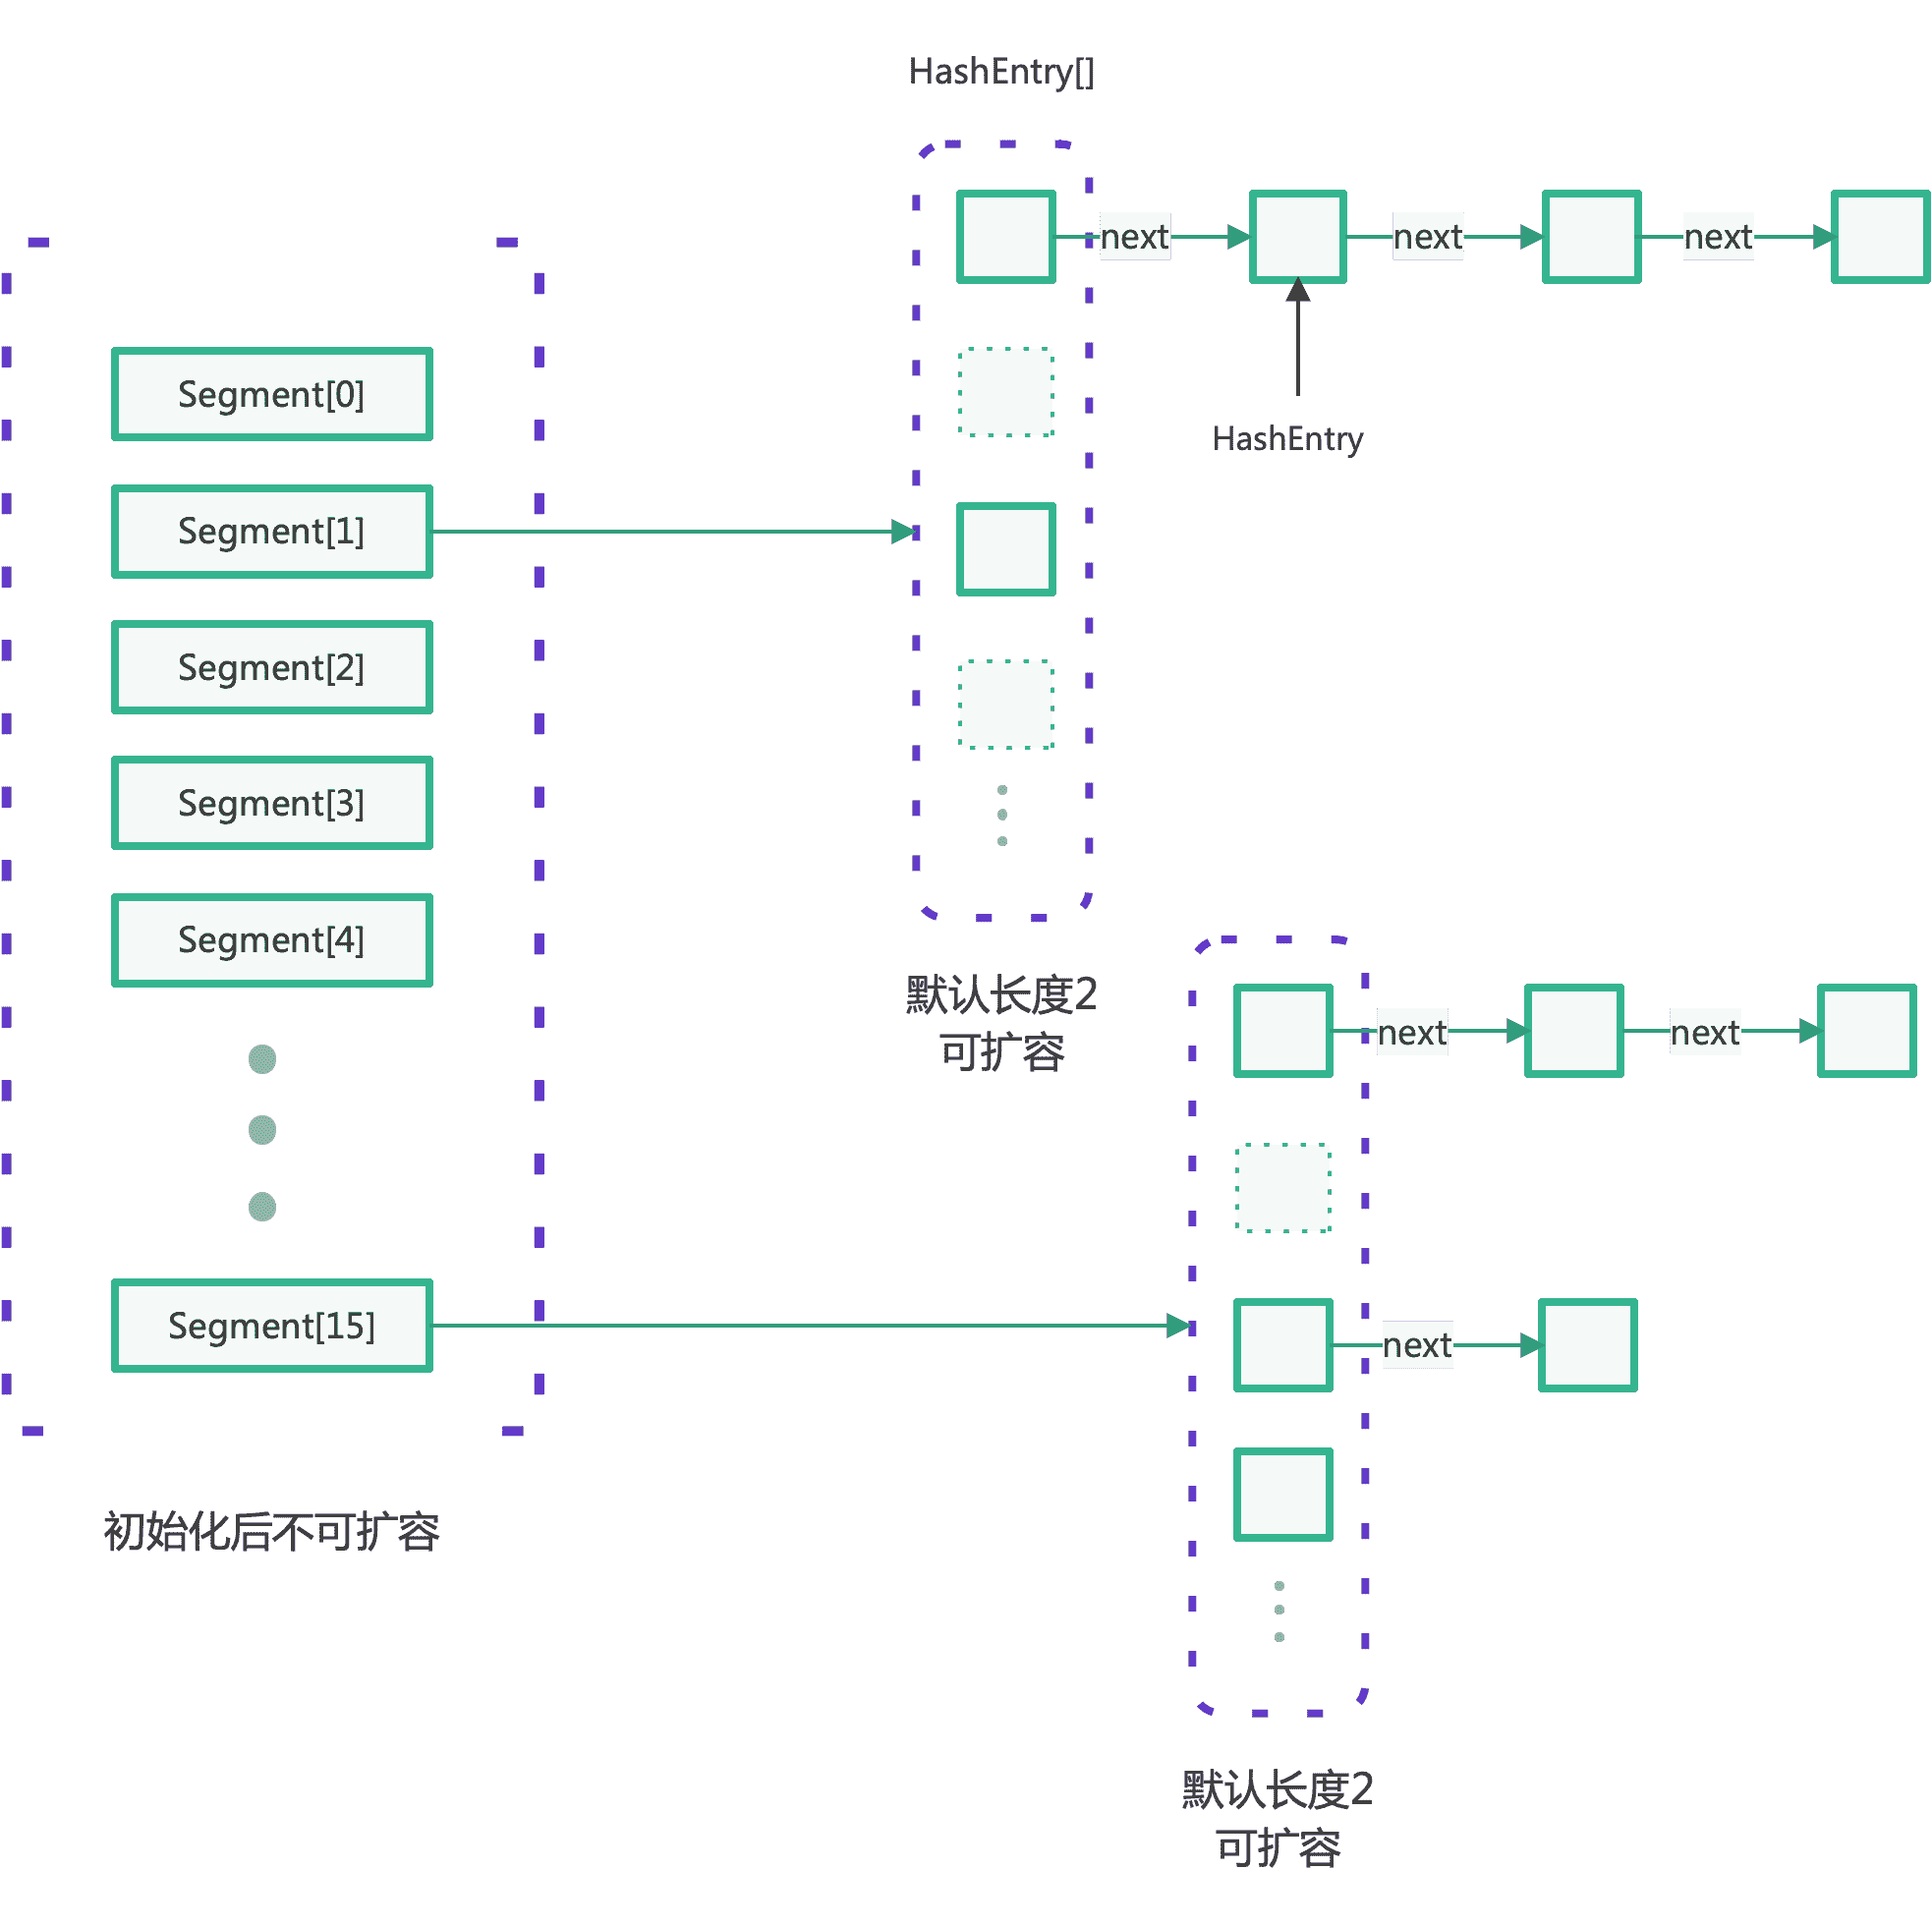 HashEntry[]
next
next
next
Segment[0]
HashEntry
Segment[1]
Segment[2]
Segment[3]
Segment[4]
默认长度2
可扩容
next
next
Segment[15]
next
初始化后不可扩容
默认长度2
可扩容